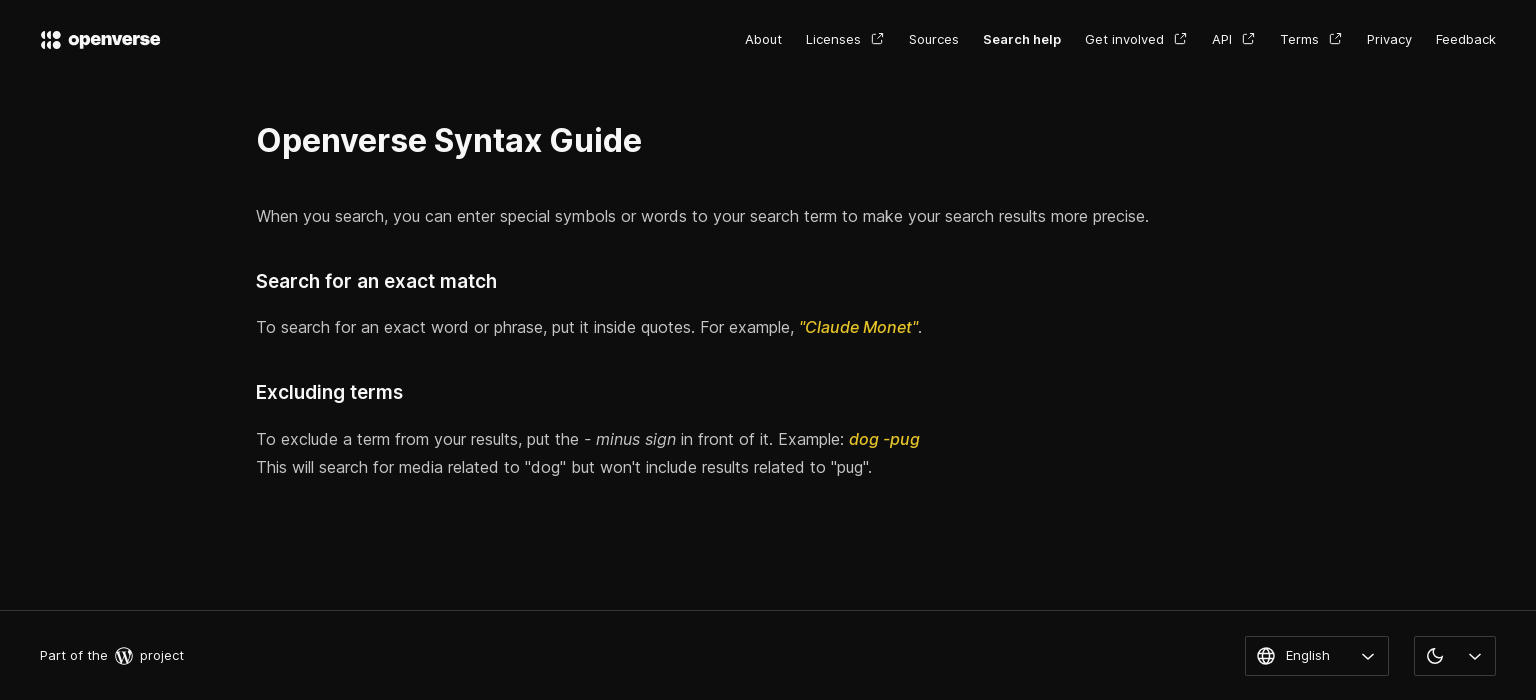 openverse
About Licenses Sources Search help Get involved API Terms Privacy Feedback
Openverse Syntax Guide
When you search, you can enter special symbols or words to your search term to make your search results more precise.
Search for an exact match
To search for an exact word or phrase, put it inside quotes. For example, "Claude Monet".
Excluding terms
To exclude a term from your results, put the - minus sign in front of it. Example: dog -pug
This will search for media related to "dog" but won't include results related to "pug".
Part of the W project
English